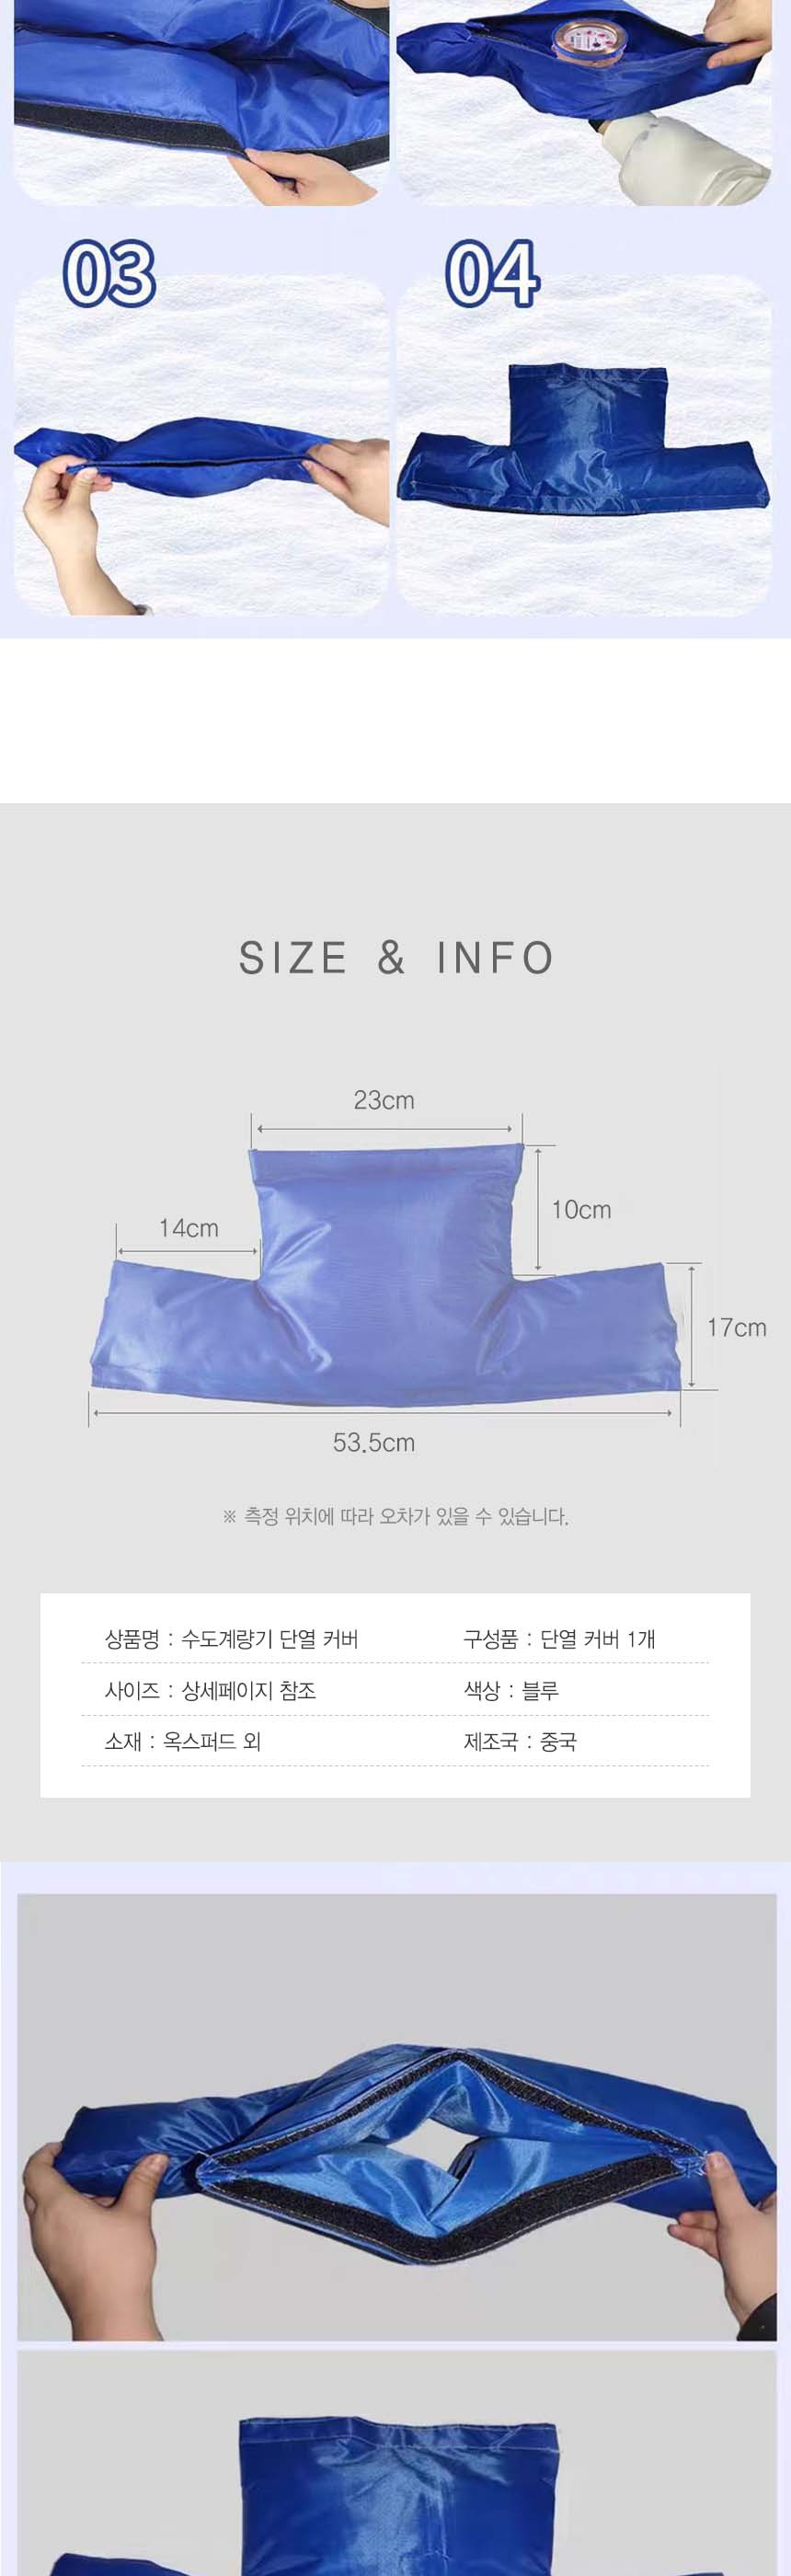 03
04
SIZE & INFO
23cm
10cm
14cm
17cm
53.5cm
※ 측정 위치에 따라 오차가 있을 수 있습니다.
상품명 : 수도계량기 단열 커버
구성품 : 단열 커버 1개
사이즈 : 상세페이지 참조
색상 : 블루
소재 : 옥스퍼드 외
제조국 : 중국